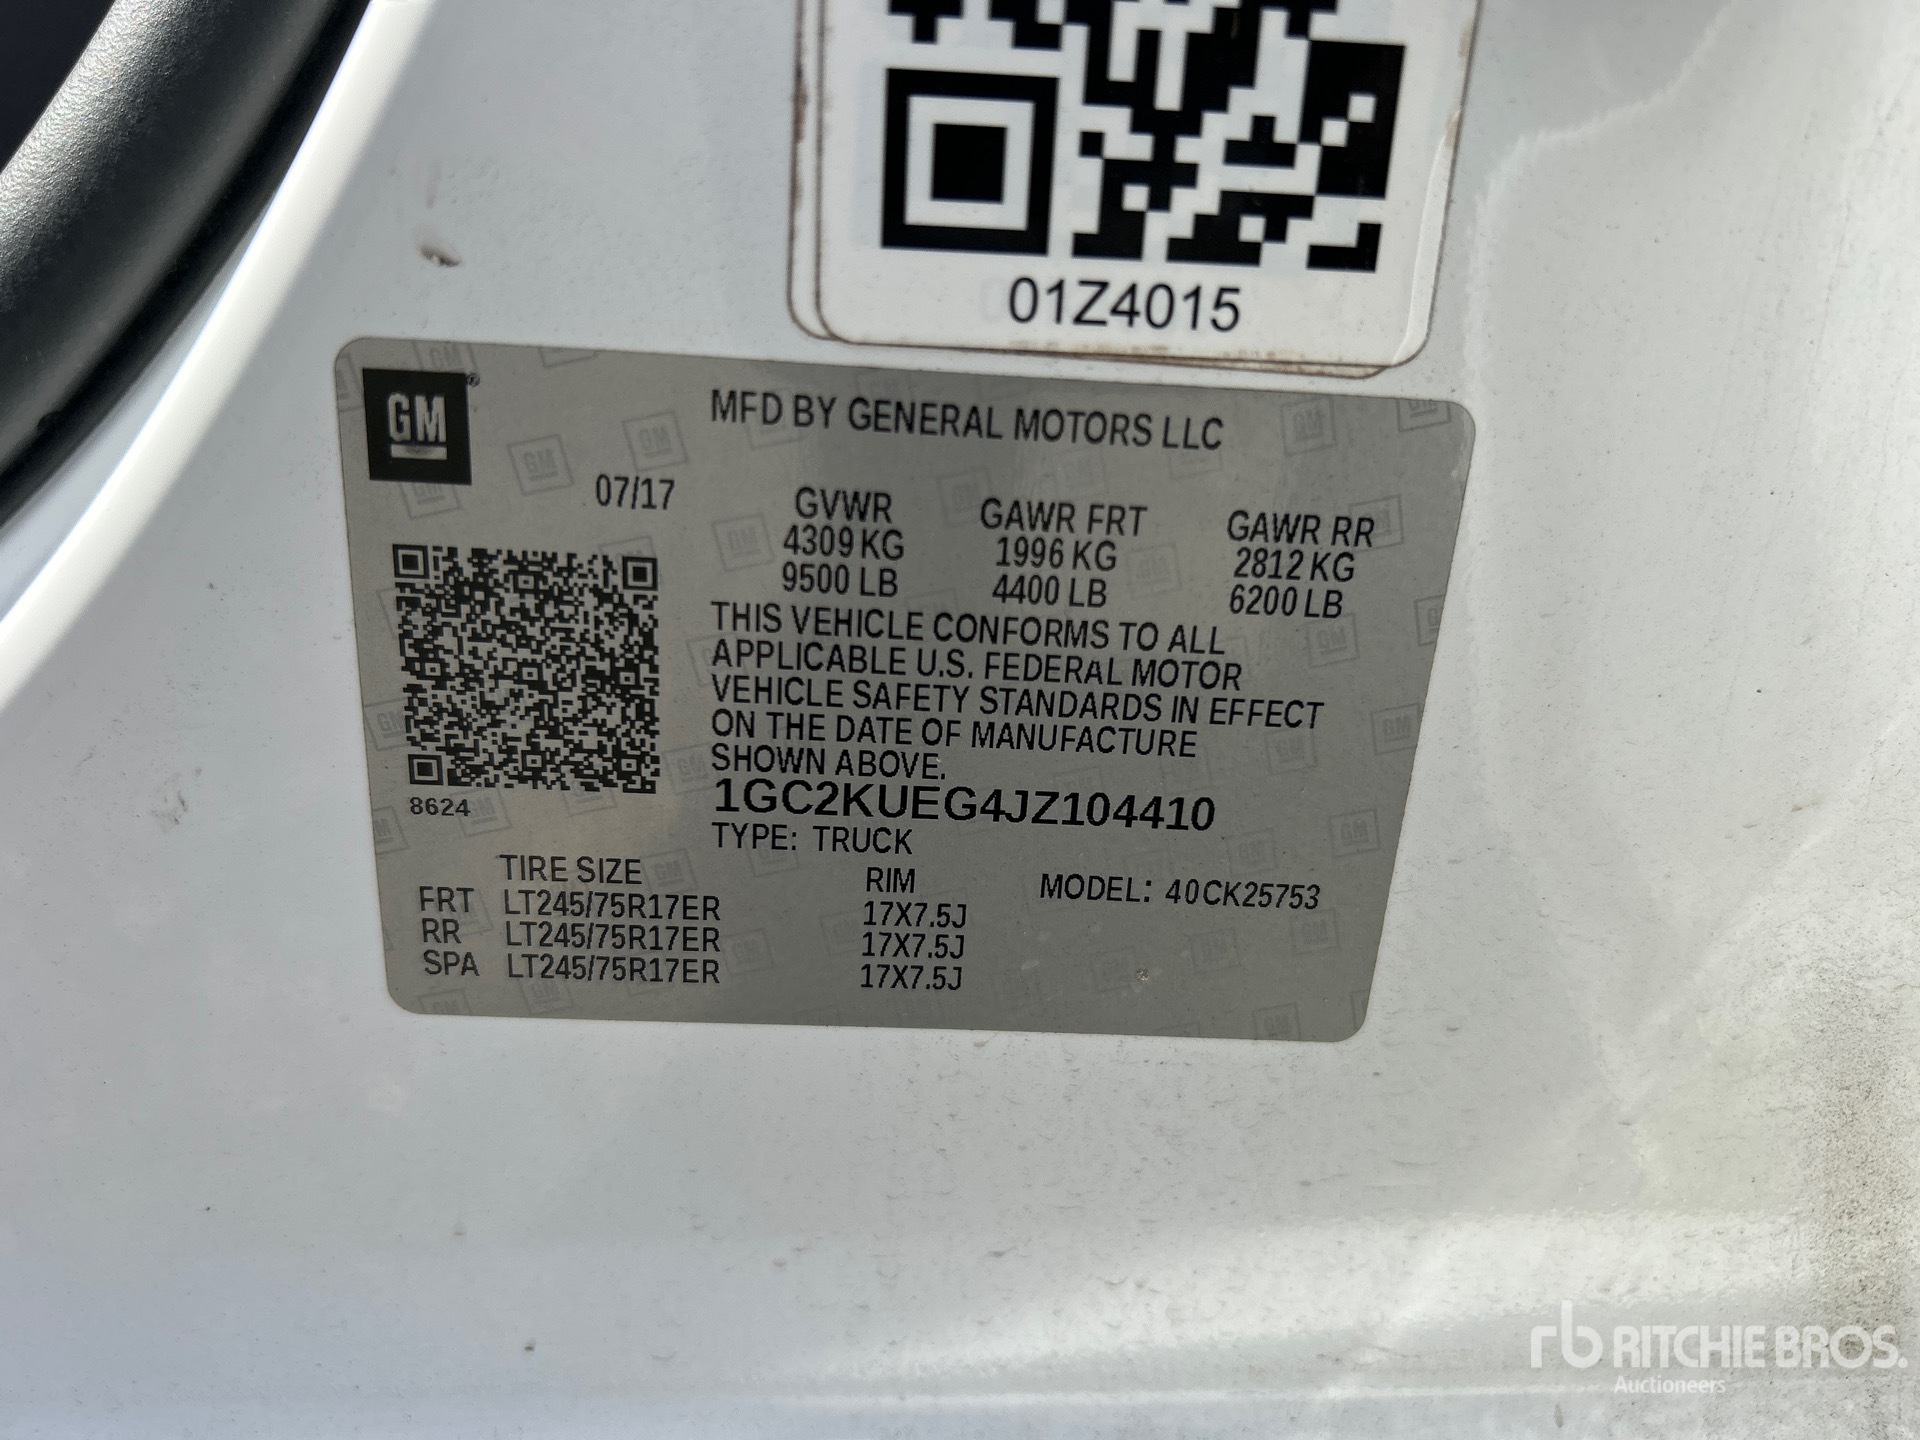 01Z4015
GM
MFD BY GENERAL MOTORS LLC
07/17
GVWR GAWR FRT GAWR RR
4309 KG 1996 KG 2812 KG
9500 LB 4400 LB 6200 LB
THIS VEHICLE CONFORMS TO ALL
APPLICABLE U.S. FEDERAL MOTOR
VEHICLE SAFETY STANDARDS IN EFFECT
ON THE DATE OF MANUFACTURE
SHOWN ABOVE.
8624
1GC2KUEG4JZ104410
TYPE: TRUCK
TIRE SIZE RIM MODEL: 40CK25753
FRT LT245/75R17ER 17X7.5J
RR LT245/75R17ER 17X7.5J
SPA LT245/75R17ER 17X7.5J
rb RITCHIE BROS.
Auctioneers